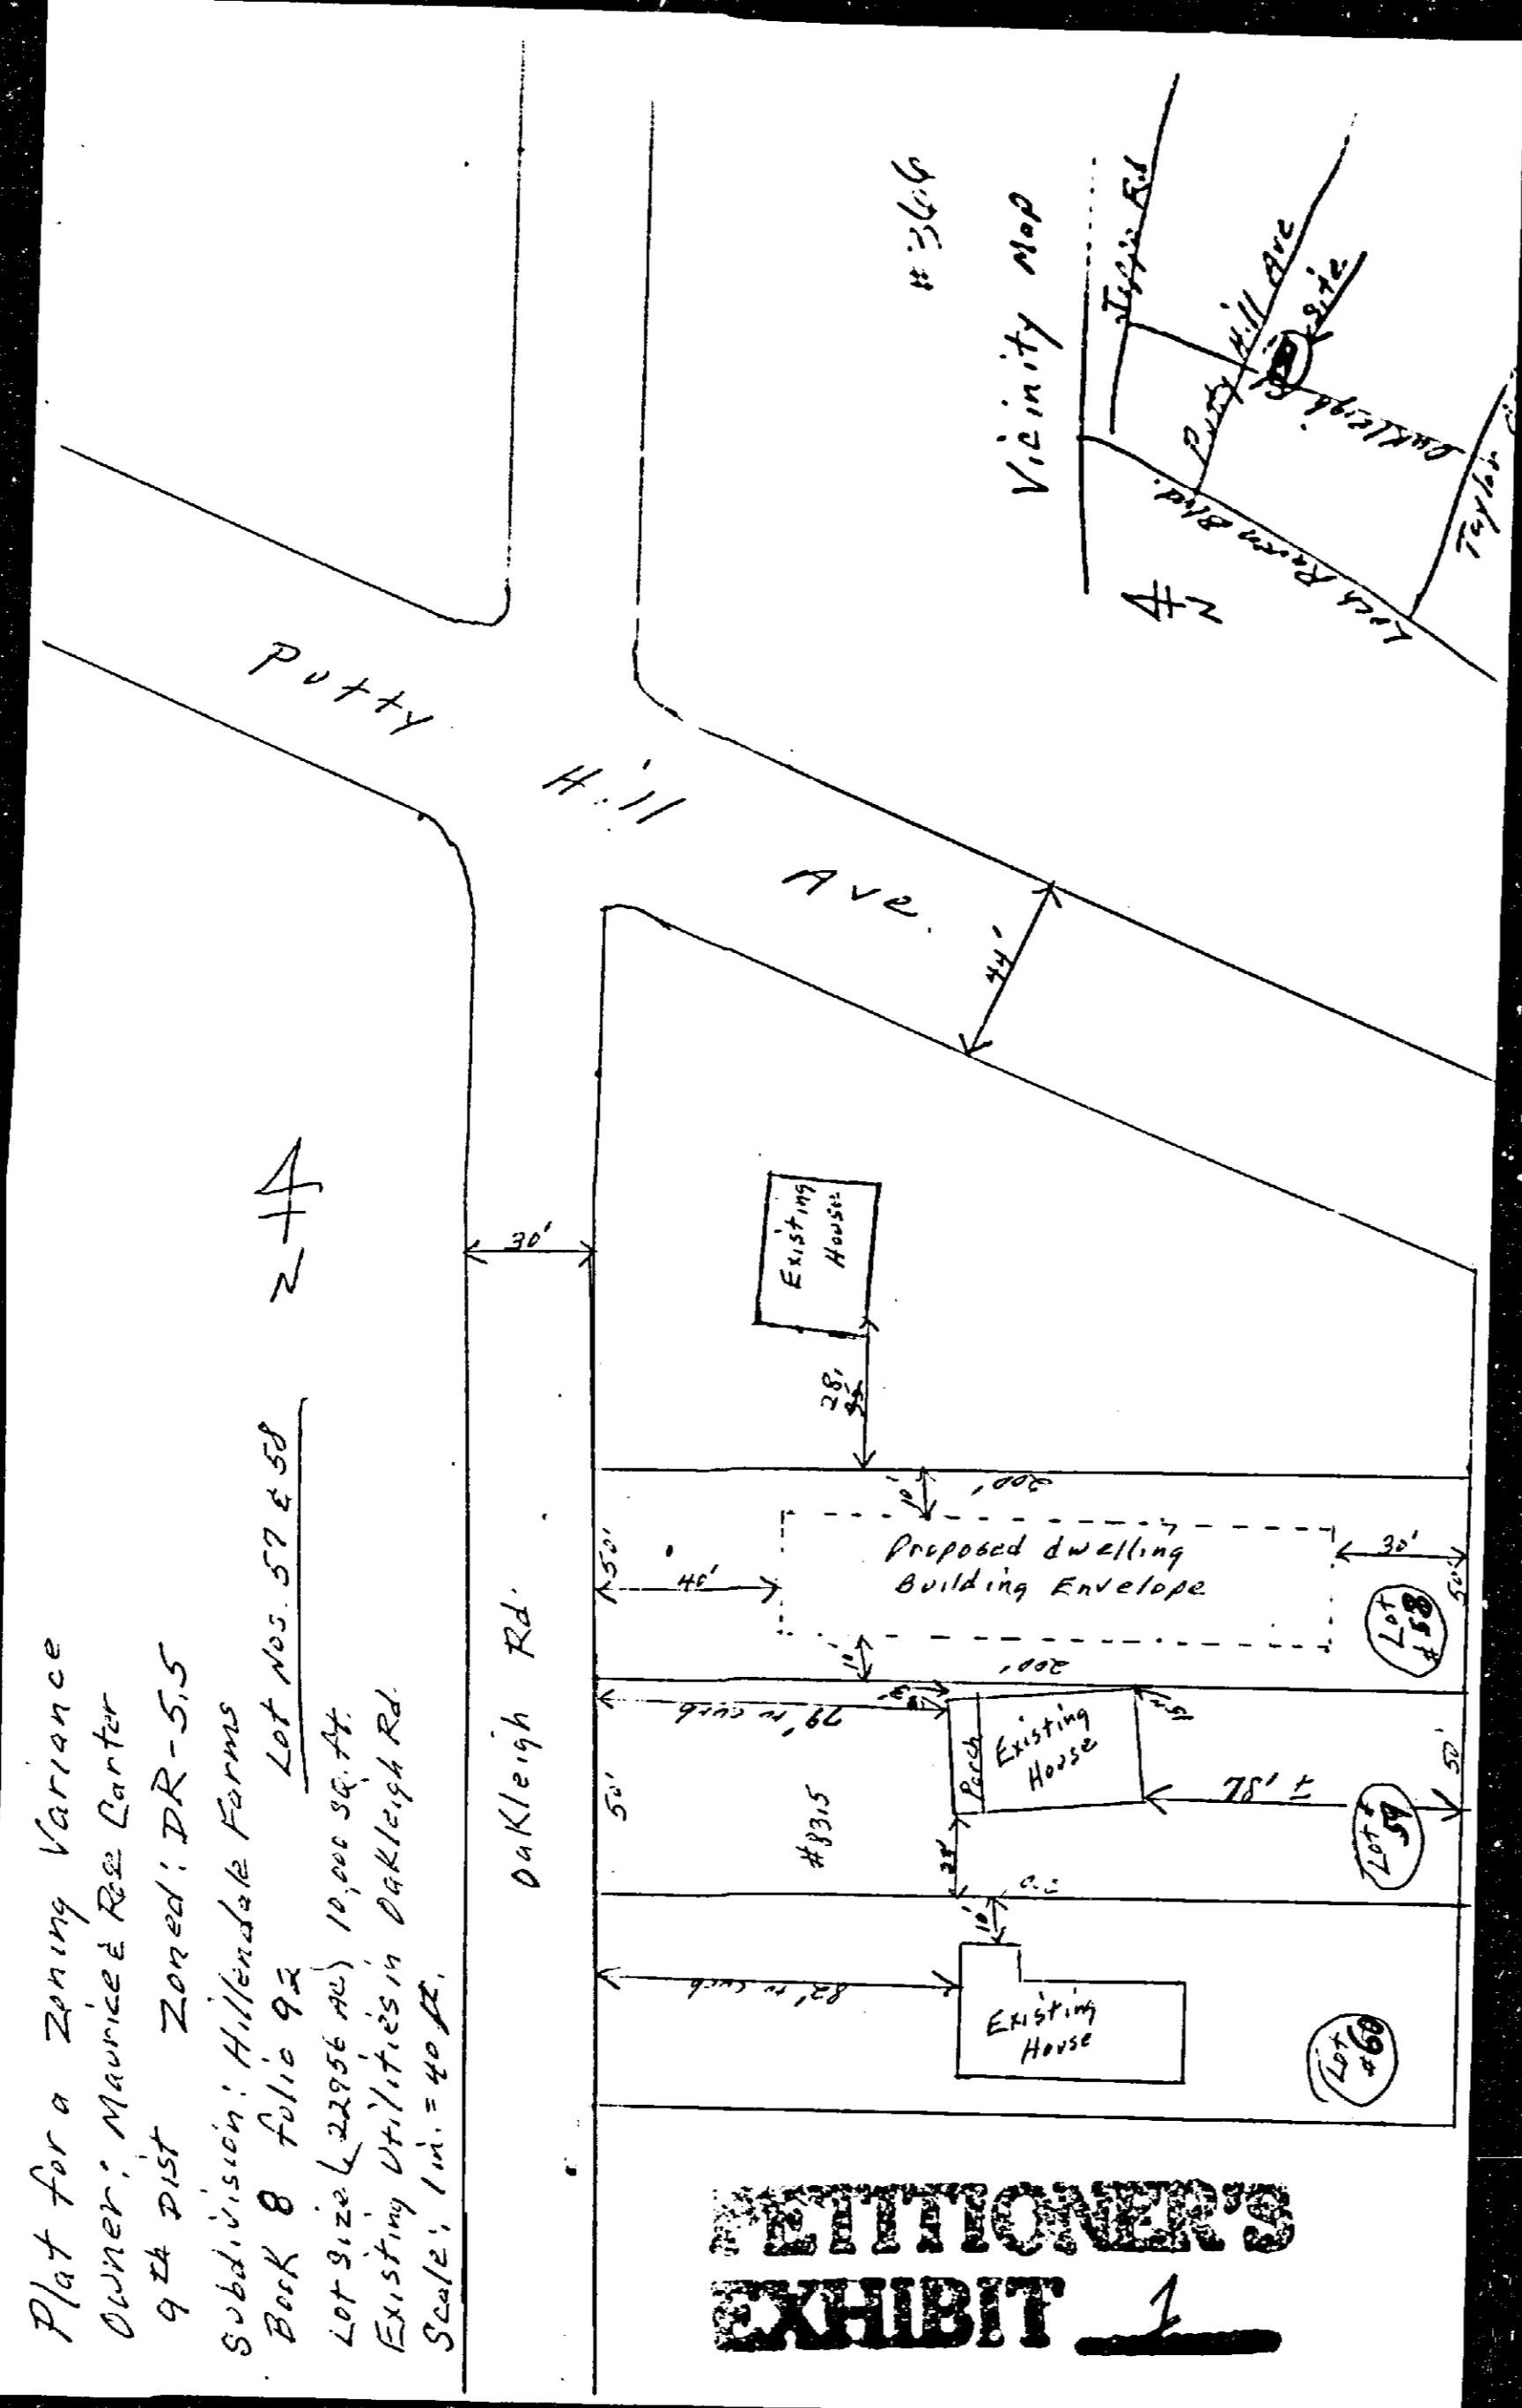 Plat for a Zoning Variance
Owner: Maurice & Rose Carter
9th Dist Zoned: DR-5.5
Subdivision: Hillendale Farms
Book 8 folio 92 Lot Nos. 57 & 58
Lot Size (.22956 Ac) 10,000 sq. ft.
Existing Utilities in Oakleigh Rd.
Scale: 1 in. = 40 ft.
N
Putty Hill Ave.
44'
30'
Oakleigh Rd.
Existing
House
28'
200'
10'
50'
40'
Proposed dwelling
Building Envelope
30'
50'
Lot
#58
10'
200'
79' to curb
50'
#8315
Porch
Existing
House
78' ±
50'
Lot #
59
10'
82' to curb
Existing
House
Lot
#60
#366
Vicinity Map
Putty Hill Ave
Site
Oakleigh
Loch Raven Blvd.
Taylor
N
PETITIONER'S
EXHIBIT 1